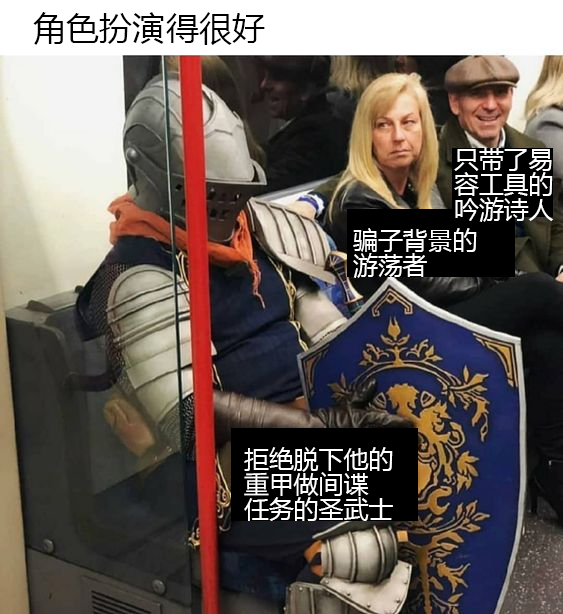 角色扮演得很好
只带了易
容工具的
吟游诗人
骗子背景的
游荡者
拒绝脱下他的
重甲做间谍
任务的圣武士